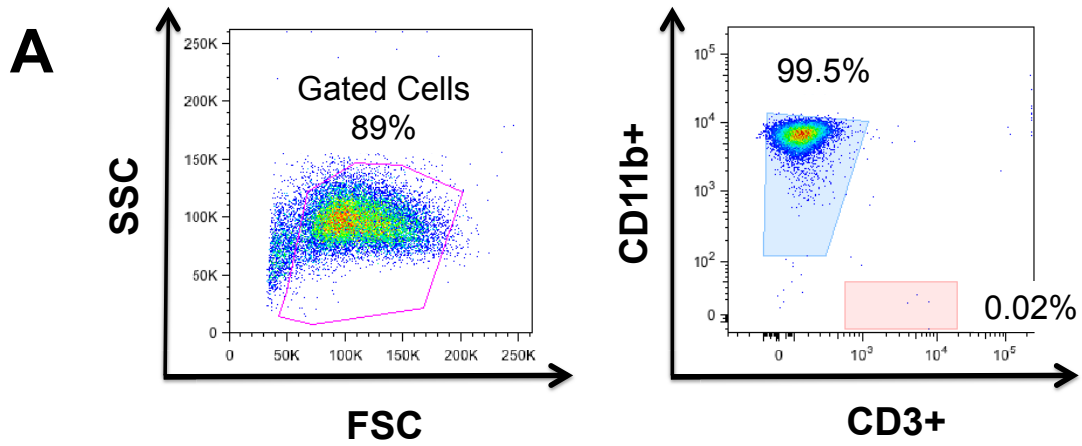 A
Gated Cells
89%
SSC
250K
200K
150K
100K
50K
0
0 50K 100K 150K 200K 250K
FSC
99.5%
CD11b+
10^5
10^4
10^3
10^2
0
0.02%
0 10^3 10^4 10^5
CD3+